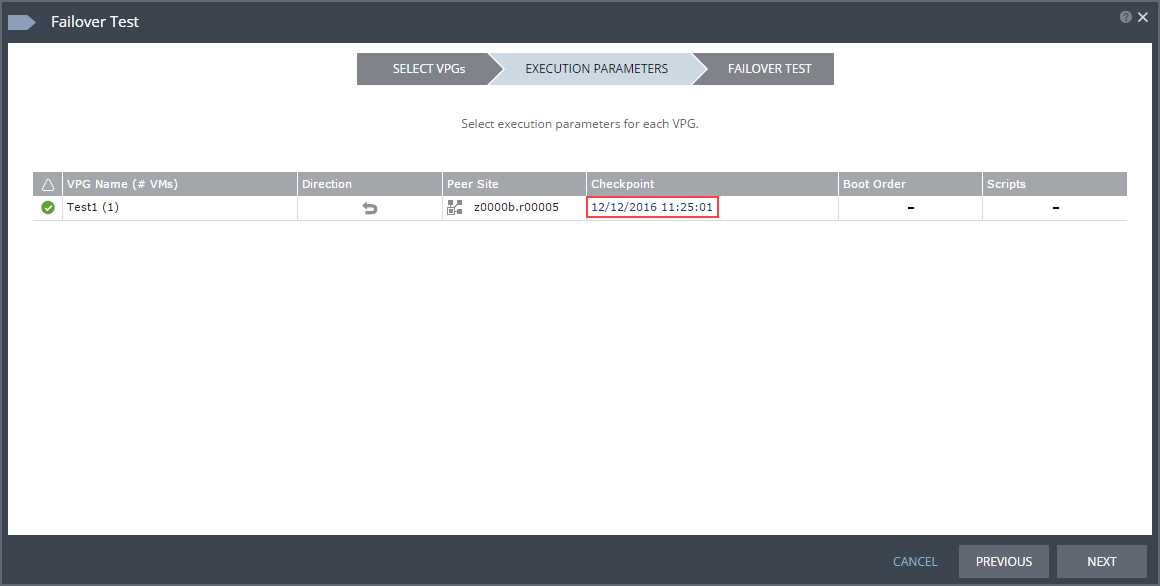 Failover Test
SELECT VPGs EXECUTION PARAMETERS FAILOVER TEST
Select execution parameters for each VPG.
VPG Name (# VMs) Direction Peer Site Checkpoint Boot Order Scripts
Test1 (1) z0000b.r00005 12/12/2016 11:25:01 – –
CANCEL PREVIOUS NEXT